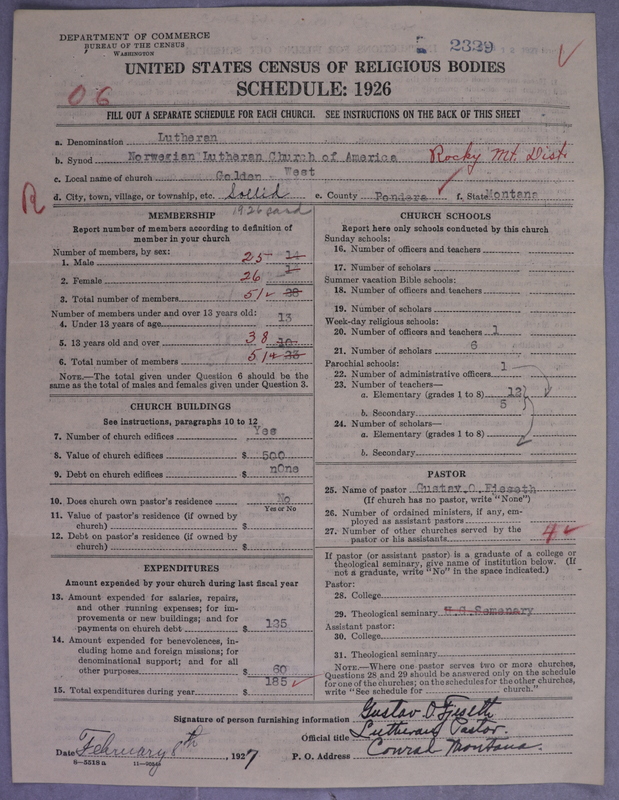 DEPARTMENT OF COMMERCE
BUREAU OF THE CENSUS
WASHINGTON
2329
UNITED STATES CENSUS OF RELIGIOUS BODIES
06
SCHEDULE: 1926
FILL OUT A SEPARATE SCHEDULE FOR EACH CHURCH. SEE INSTRUCTIONS ON THE BACK OF THIS SHEET
a. Denomination Lutheran
b. Synod Norwegian Lutheran Church of America Rocky Mt. Dist
c. Local name of church Golden West
R
d. City, town, village, or township, etc. Sollid e. County Pondera f. State Montana
1926 card
MEMBERSHIP
Report number of members according to definition of
member in your church
Number of members, by sex:
1. Male 25
2. Female 26
3. Total number of members 51
Number of members under and over 13 years old:
4. Under 13 years of age 13
5. 13 years old and over 38
6. Total number of members 51
NOTE.—The total given under Question 6 should be the
same as the total of males and females given under Question 3.
CHURCH BUILDINGS
See instructions, paragraphs 10 to 12
7. Number of church edifices Yes
8. Value of church edifices $ 500
9. Debt on church edifices $ nOne
10. Does church own pastor's residence No
Yes or No
11. Value of pastor's residence (if owned by
church) $
12. Debt on pastor's residence (if owned by
church) $
EXPENDITURES
Amount expended by your church during last fiscal year
13. Amount expended for salaries, repairs,
and other running expenses; for im-
provements or new buildings; and for
payments on church debt $ 125
14. Amount expended for benevolences, in-
cluding home and foreign missions; for
denominational support; and for all
other purposes $ 60
15. Total expenditures during year $ 185
CHURCH SCHOOLS
Report here only schools conducted by this church
Sunday schools:
16. Number of officers and teachers
17. Number of scholars
Summer vacation Bible schools:
18. Number of officers and teachers
19. Number of scholars
Week-day religious schools:
20. Number of officers and teachers 1
21. Number of scholars 6
Parochial schools:
22. Number of administrative officers 1
23. Number of teachers—
a. Elementary (grades 1 to 8) 12
5
b. Secondary
24. Number of scholars—
a. Elementary (grades 1 to 8)
b. Secondary
PASTOR
25. Name of pastor Gustav O Fjeseth
(If church has no pastor, write "None")
26. Number of ordained ministers, if any, em-
ployed as assistant pastors
27. Number of other churches served by the
pastor or his assistants 4
If pastor (or assistant pastor) is a graduate of a college or
theological seminary, give name of institution below. (If
not a graduate, write "No" in the space indicated.)
Pastor:
28. College
29. Theological seminary Semenary
Assistant pastor:
30. College
31. Theological seminary
NOTE.—Where one pastor serves two or more churches,
Questions 28 and 29 should be answered only on the schedule
for one of the churches; on the schedules for the other churches,
write "See schedule for church."
Signature of person furnishing information Gustav O Fjeseth
Official title Lutheran Pastor.
Date February 8th, 1927 P. O. Address Conrad Montana.
8-5518 a